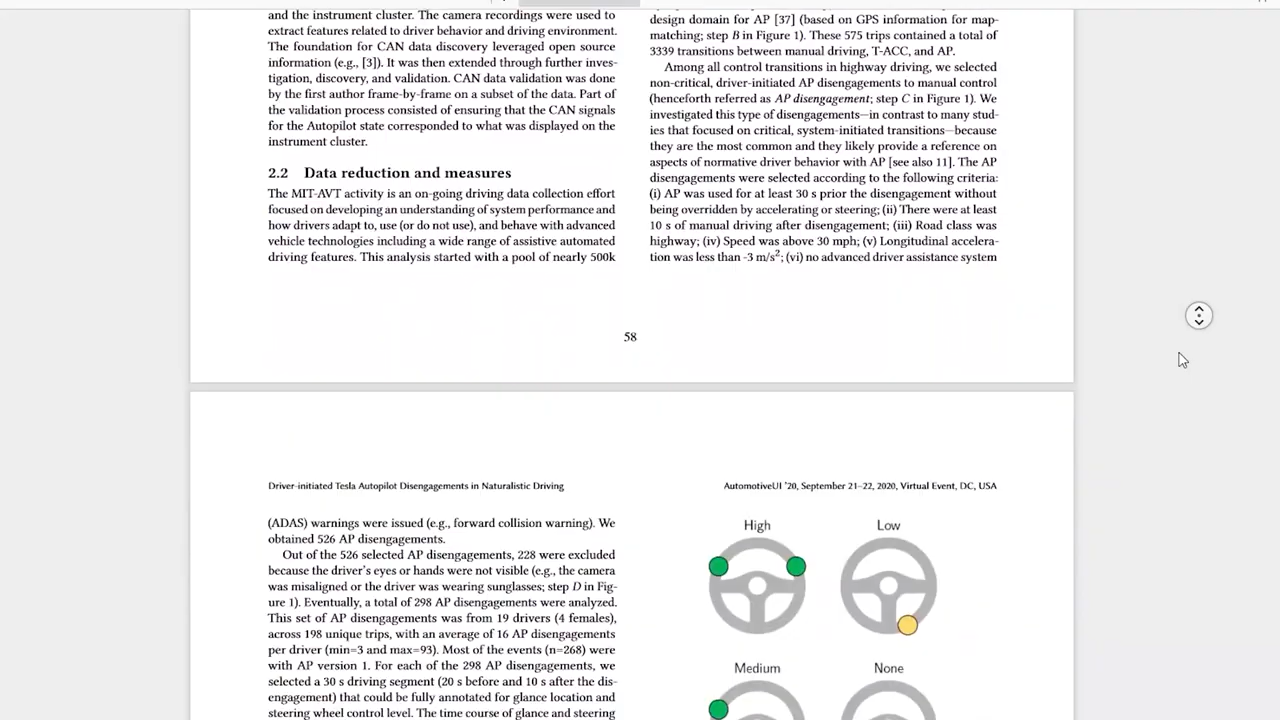 and the instrument cluster. The camera recordings were used to
extract features related to driver behavior and driving environment.
The foundation for CAN data discovery leveraged open source
information (e.g., [3]). It was then extended through further inves-
tigation, discovery, and validation. CAN data validation was done
by the first author frame-by-frame on a subset of the data. Part of
the validation process consisted of ensuring that the CAN signals
for the Autopilot state corresponded to what was displayed on the
instrument cluster.
2.2 Data reduction and measures
The MIT-AVT activity is an on-going driving data collection effort
focused on developing an understanding of system performance and
how drivers adapt to, use (or do not use), and behave with advanced
vehicle technologies including a wide range of assistive automated
driving features. This analysis started with a pool of nearly 500k
design domain for AP [37] (based on GPS information for map-
matching; step B in Figure 1). These 575 trips contained a total of
3339 transitions between manual driving, T-ACC, and AP.
Among all control transitions in highway driving, we selected
non-critical, driver-initiated AP disengagements to manual control
(henceforth referred as AP disengagement; step C in Figure 1). We
investigated this type of disengagements—in contrast to many stud-
ies that focused on critical, system-initiated transitions—because
they are the most common and they likely provide a reference on
aspects of normative driver behavior with AP [see also 11]. The AP
disengagements were selected according to the following criteria:
(i) AP was used for at least 30 s prior the disengagement without
being overridden by accelerating or steering; (ii) There were at least
10 s of manual driving after disengagement; (iii) Road class was
highway; (iv) Speed was above 30 mph; (v) Longitudinal accelera-
tion was less than -3 m/s²; (vi) no advanced driver assistance system
58
Driver-initiated Tesla Autopilot Disengagements in Naturalistic Driving
AutomotiveUI '20, September 21–22, 2020, Virtual Event, DC, USA
(ADAS) warnings were issued (e.g., forward collision warning). We
obtained 526 AP disengagements.
Out of the 526 selected AP disengagements, 228 were excluded
because the driver's eyes or hands were not visible (e.g., the camera
was misaligned or the driver was wearing sunglasses; step D in Fig-
ure 1). Eventually, a total of 298 AP disengagements were analyzed.
This set of AP disengagements was from 19 drivers (4 females),
across 198 unique trips, with an average of 16 AP disengagements
per driver (min=3 and max=93). Most of the events (n=268) were
with AP version 1. For each of the 298 AP disengagements, we
selected a 30 s driving segment (20 s before and 10 s after the dis-
engagement) that could be fully annotated for glance location and
steering wheel control level. The time course of glance and steering
High
Low
Medium
None